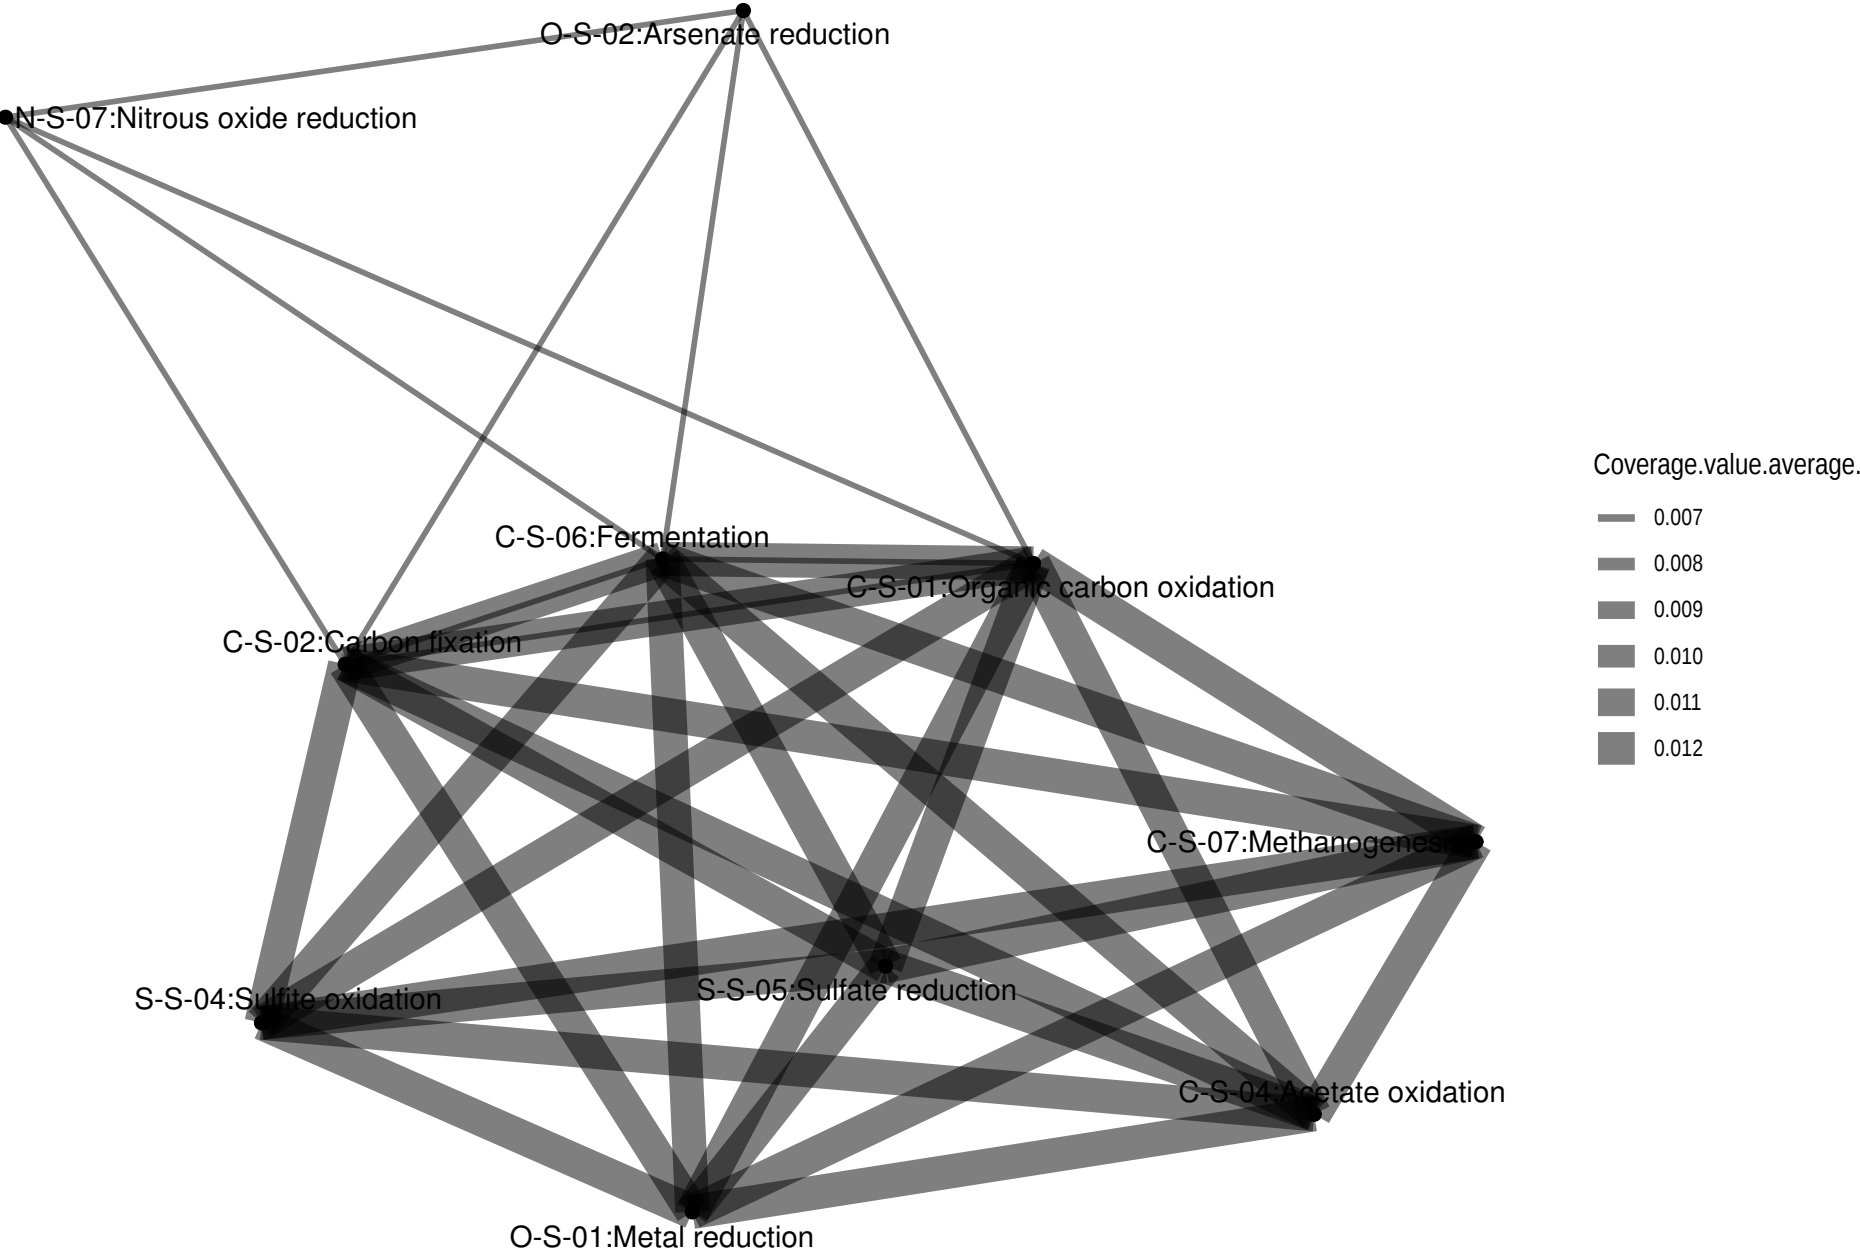 O-S-02:Arsenate reduction
N-S-07:Nitrous oxide reduction
Coverage.value.average.
0.007
0.008
0.009
0.010
0.011
0.012
C-S-06:Fermentation
C-S-01:Organic carbon oxidation
C-S-02:Carbon fixation
C-S-07:Methanogenesis
S-S-05:Sulfate reduction
S-S-04:Sulfite oxidation
C-S-04:Acetate oxidation
O-S-01:Metal reduction